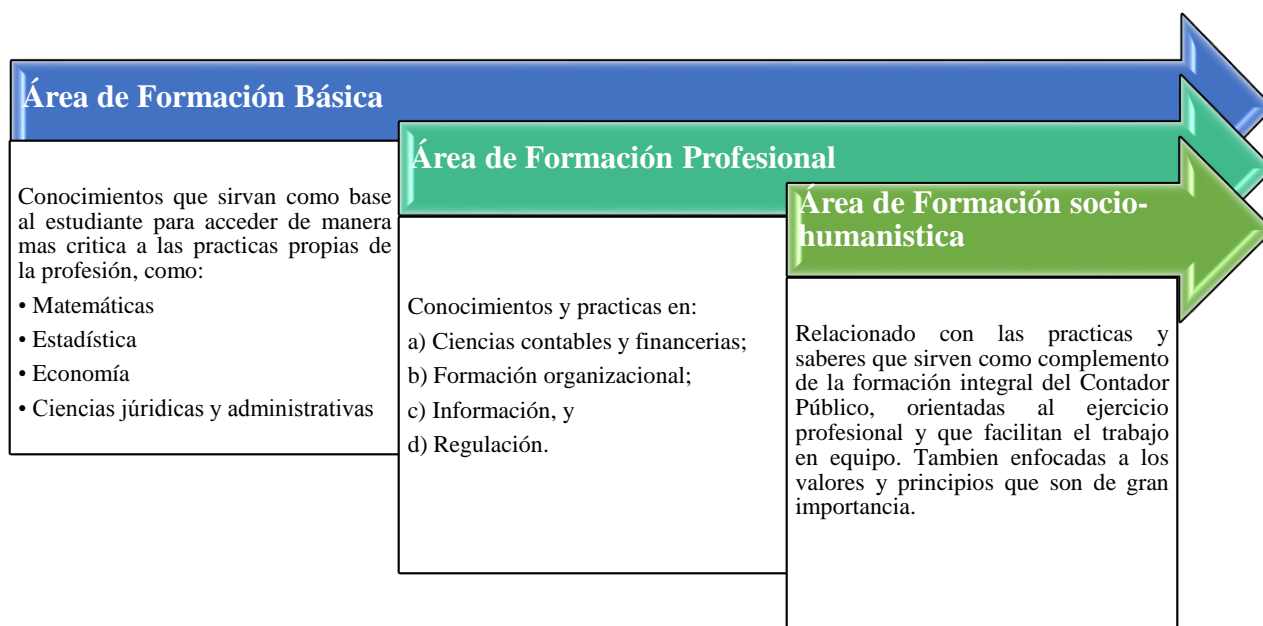 Área de Formación Básica
Conocimientos que sirvan como base
al estudiante para acceder de manera
mas critica a las practicas propias de
la profesión, como:
• Matemáticas
• Estadística
• Economía
• Ciencias júridicas y administrativas
Área de Formación Profesional
Conocimientos y practicas en:
a) Ciencias contables y financerias;
b) Formación organizacional;
c) Información, y
d) Regulación.
Área de Formación socio-
humanistica
Relacionado con las practicas y
saberes que sirven como complemento
de la formación integral del Contador
Público, orientadas al ejercicio
profesional y que facilitan el trabajo
en equipo. Tambien enfocadas a los
valores y principios que son de gran
importancia.